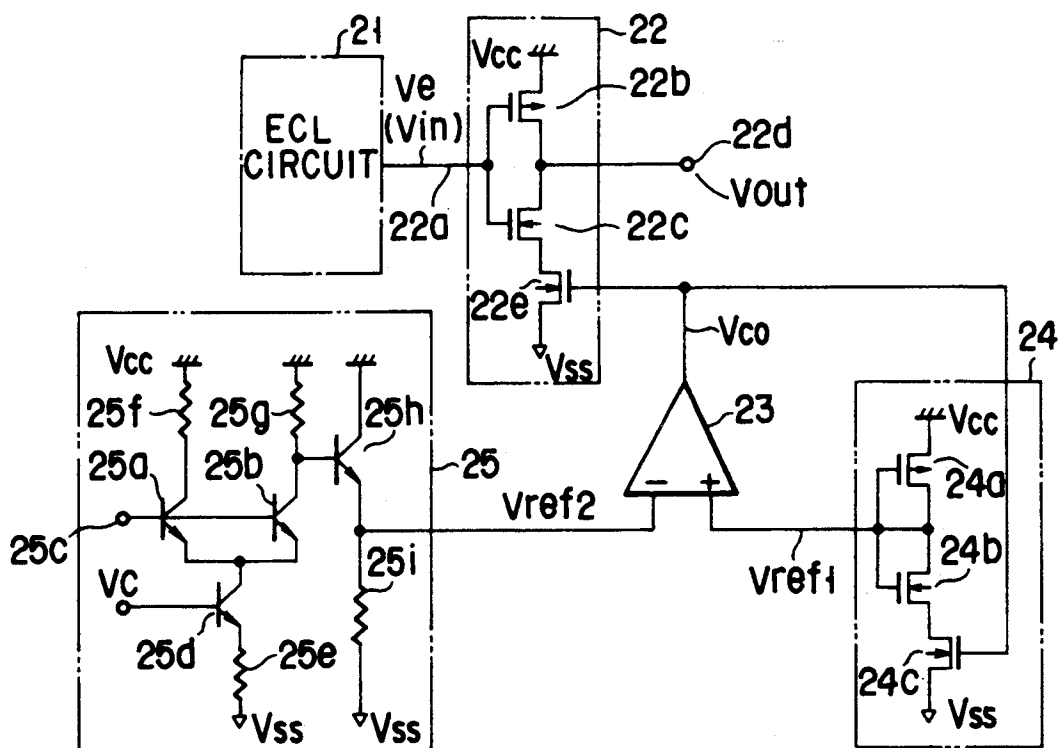 21
22
Vcc
22b
Ve
(Vin)
ECL
CIRCUIT
22d
Vout
22a
22c
22e
Vco
Vss
24
Vcc
25f
25g
25h
23
Vcc
24a
25a
25b
25
− +
Vref2
25c
25i
Vref1
24b
VC
25d
25e
24c
Vss
Vss
Vss